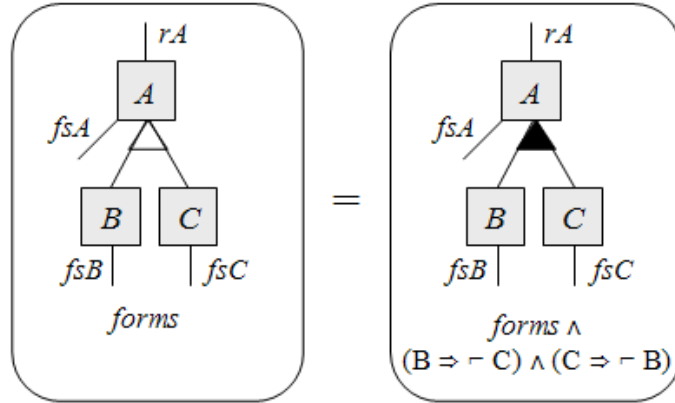 rA
A
fsA
B C
fsB fsC
forms
=
rA
A
fsA
B C
fsB fsC
forms ∧
(B ⇒ ¬ C) ∧ (C ⇒ ¬ B)